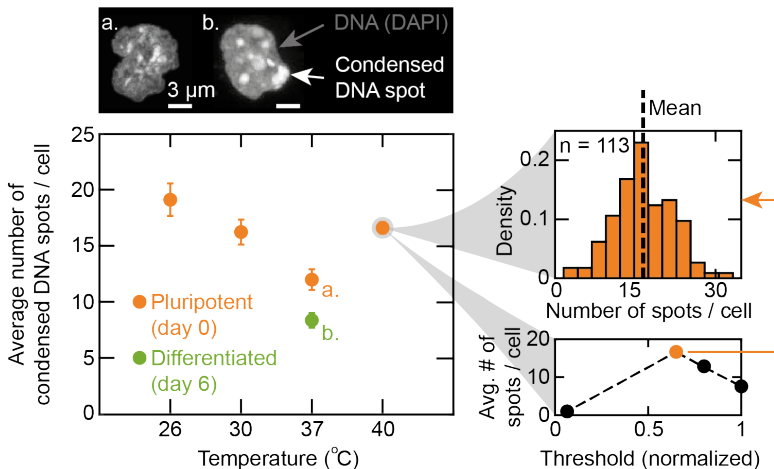 a.
b.
DNA (DAPI)
Condensed
DNA spot
3 µm
Average number of
condensed DNA spots / cell
25
20
15
10
5
0
Pluripotent
(day 0)
Differentiated
(day 6)
a.
b.
26
30
37
40
Temperature (°C)
Mean
n = 113
Density
0.2
0.1
0
0
15
30
Number of spots / cell
Avg. # of
spots / cell
20
10
0
0
0.5
1
Threshold (normalized)